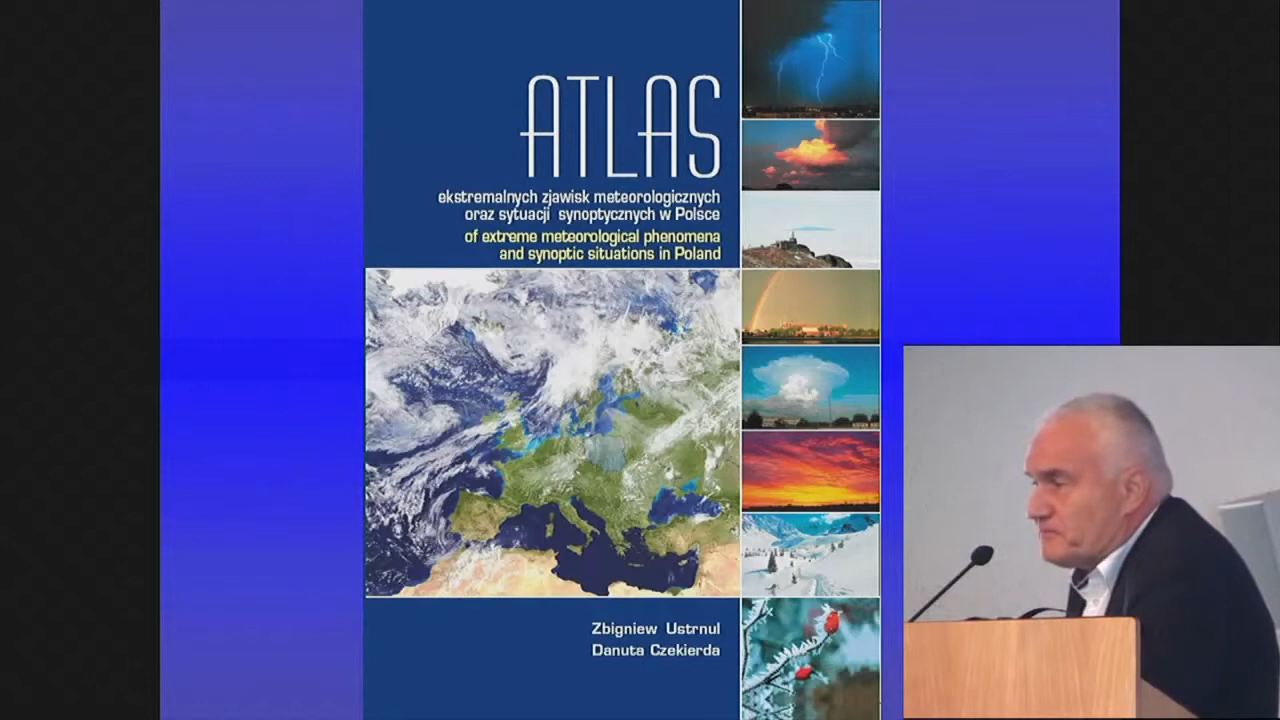 ATLAS
ekstremalnych zjawisk meteorologicznych
oraz sytuacji synoptycznych w Polsce
of extreme meteorological phenomena
and synoptic situations in Poland
Zbigniew Ustrnul
Danuta Czekierda